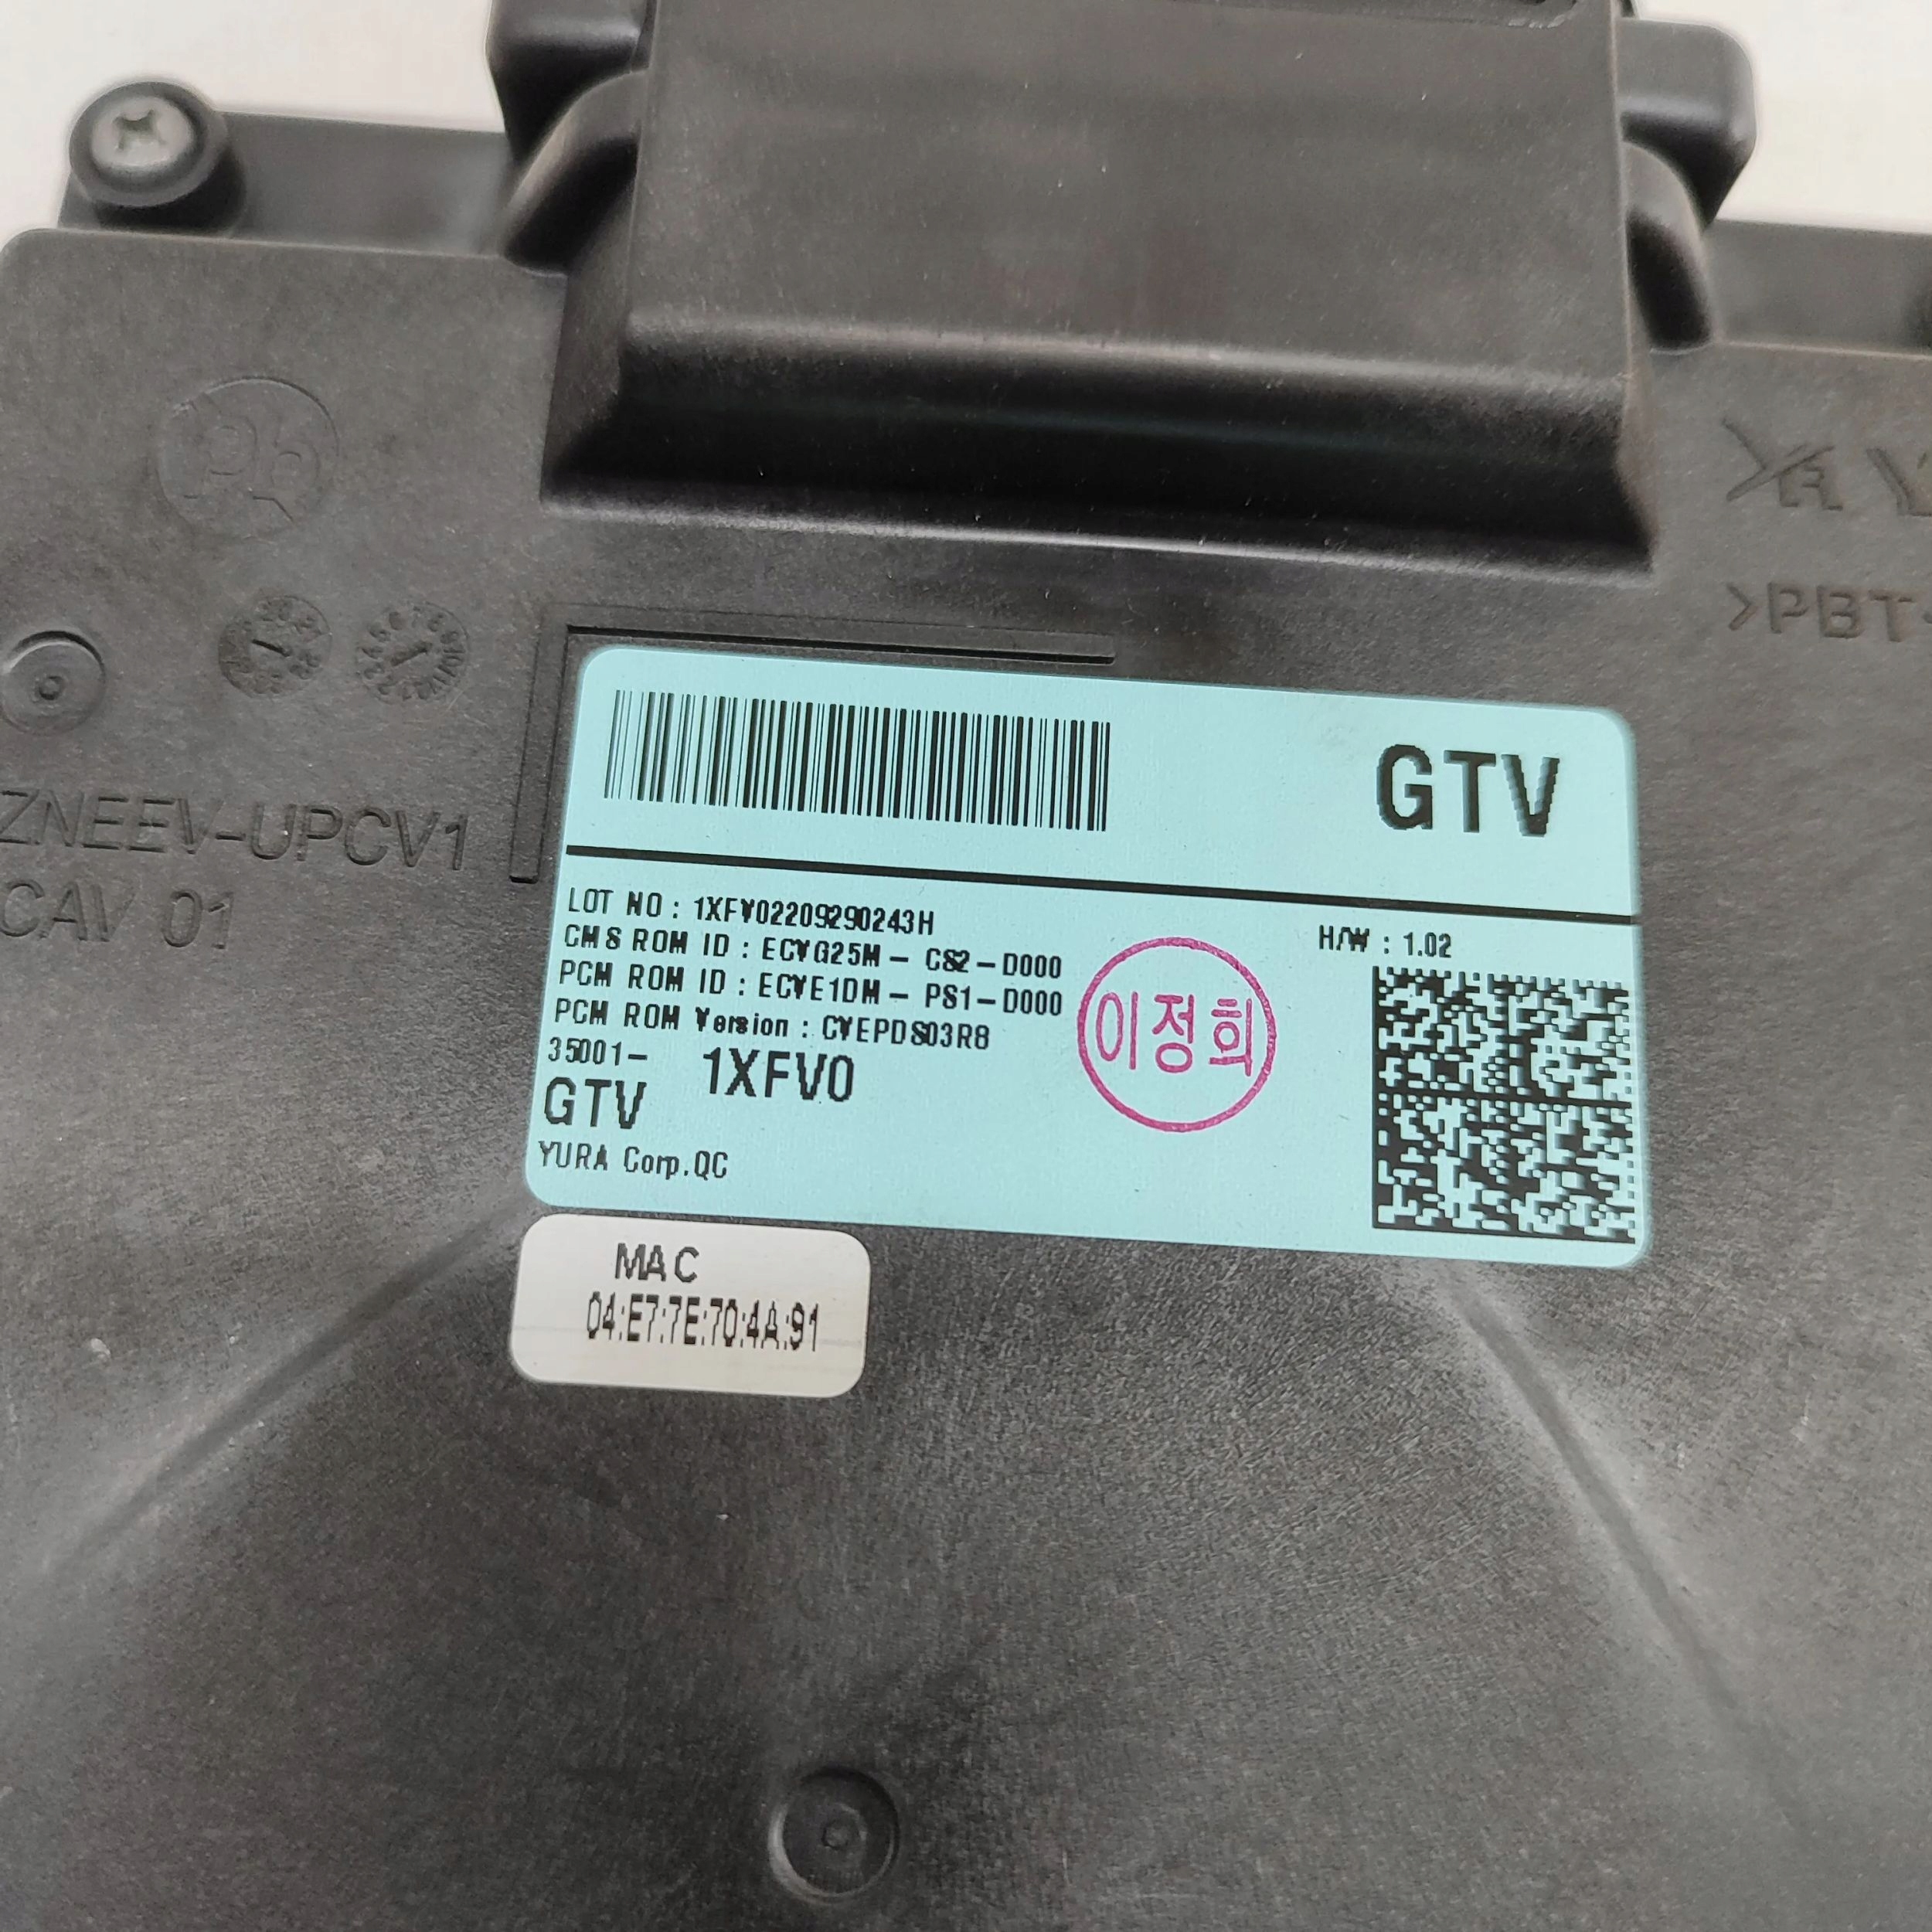 Pb
YURA
>PBT-
ZNEEV-UPCV1
CAV 01
GTV
LOT NO : 1XFV02209290243H
H/W : 1.02
CMS ROM ID : ECVG25M - CS2-D000
PCM ROM ID : ECVE1DM - PS1-D000
PCM ROM Version : CVEPDS03R8
이정희
35001-
1XFV0
GTV
YURA Corp.QC
MAC
04:E7:7E:70:4A:91